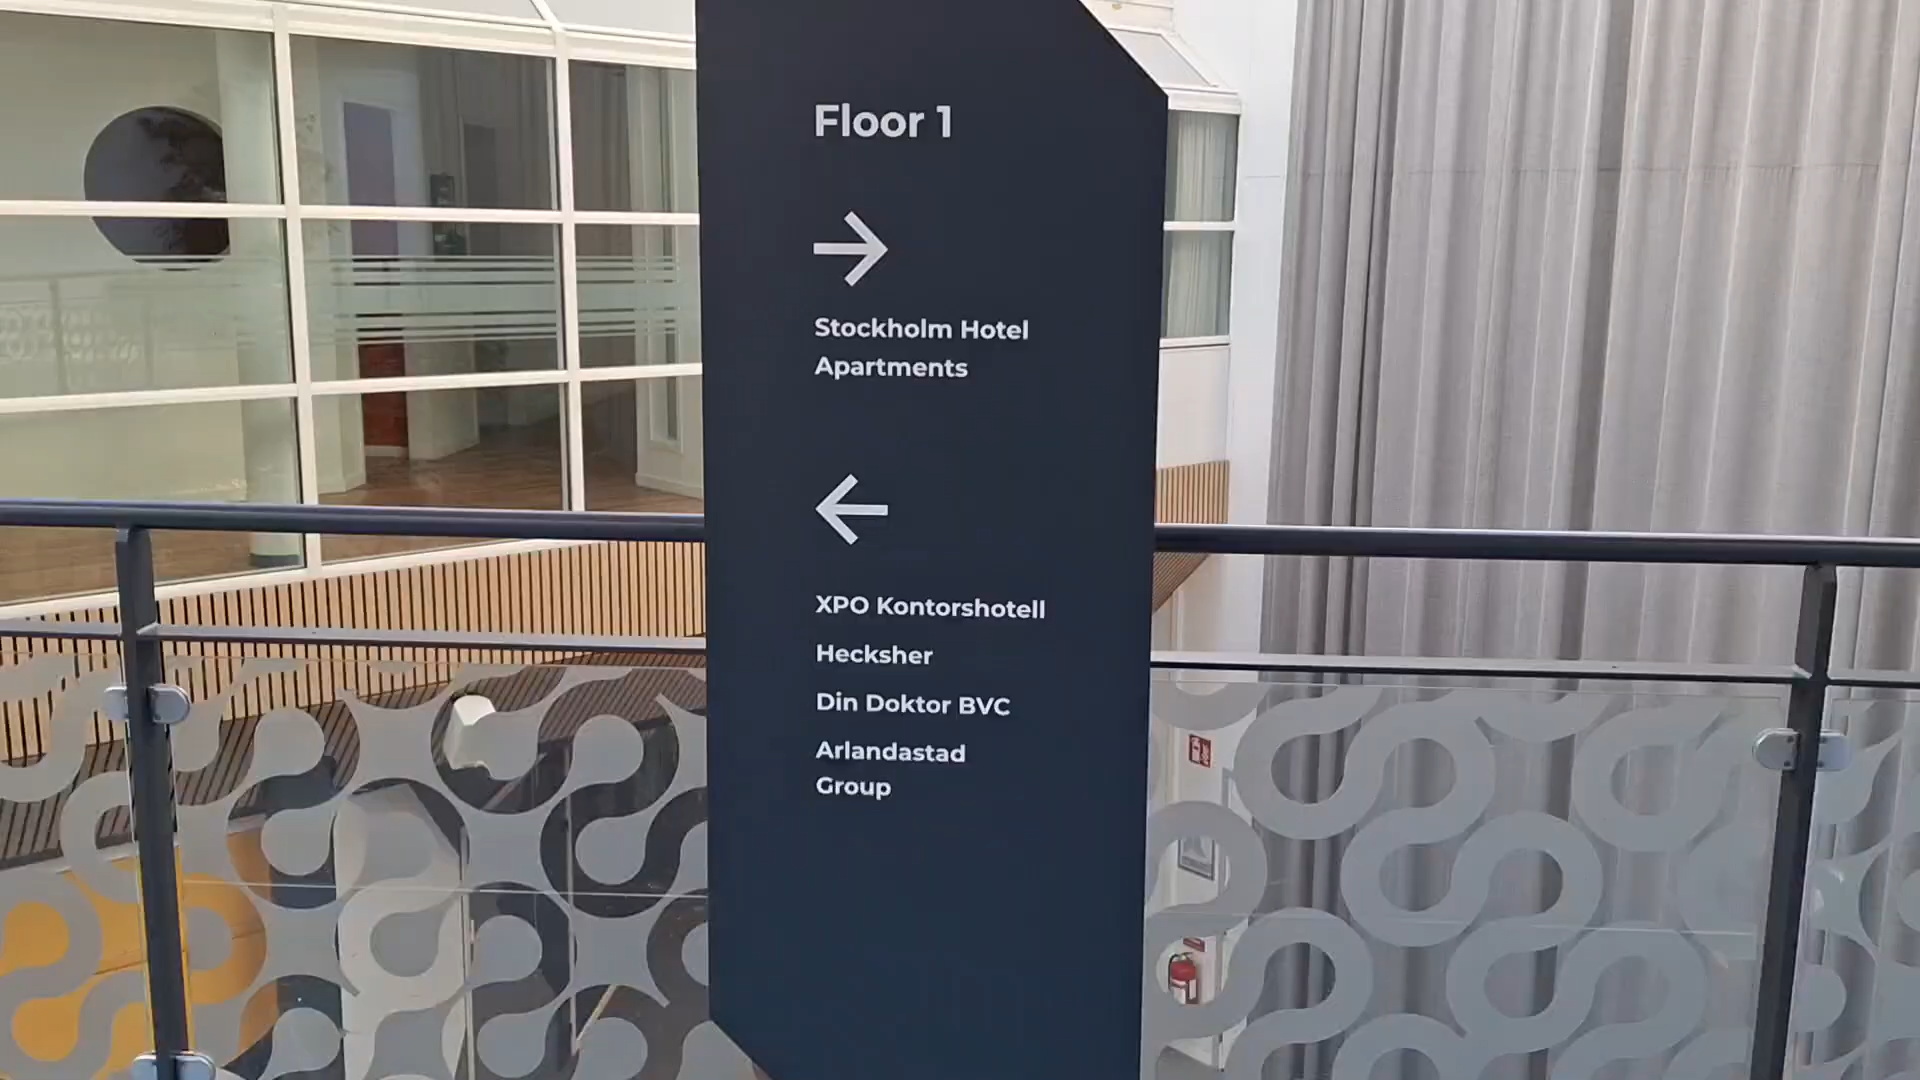 Floor 1
Stockholm Hotel
Apartments
XPO Kontorshotell
Hecksher
Din Doktor BVC
Arlandastad
Group